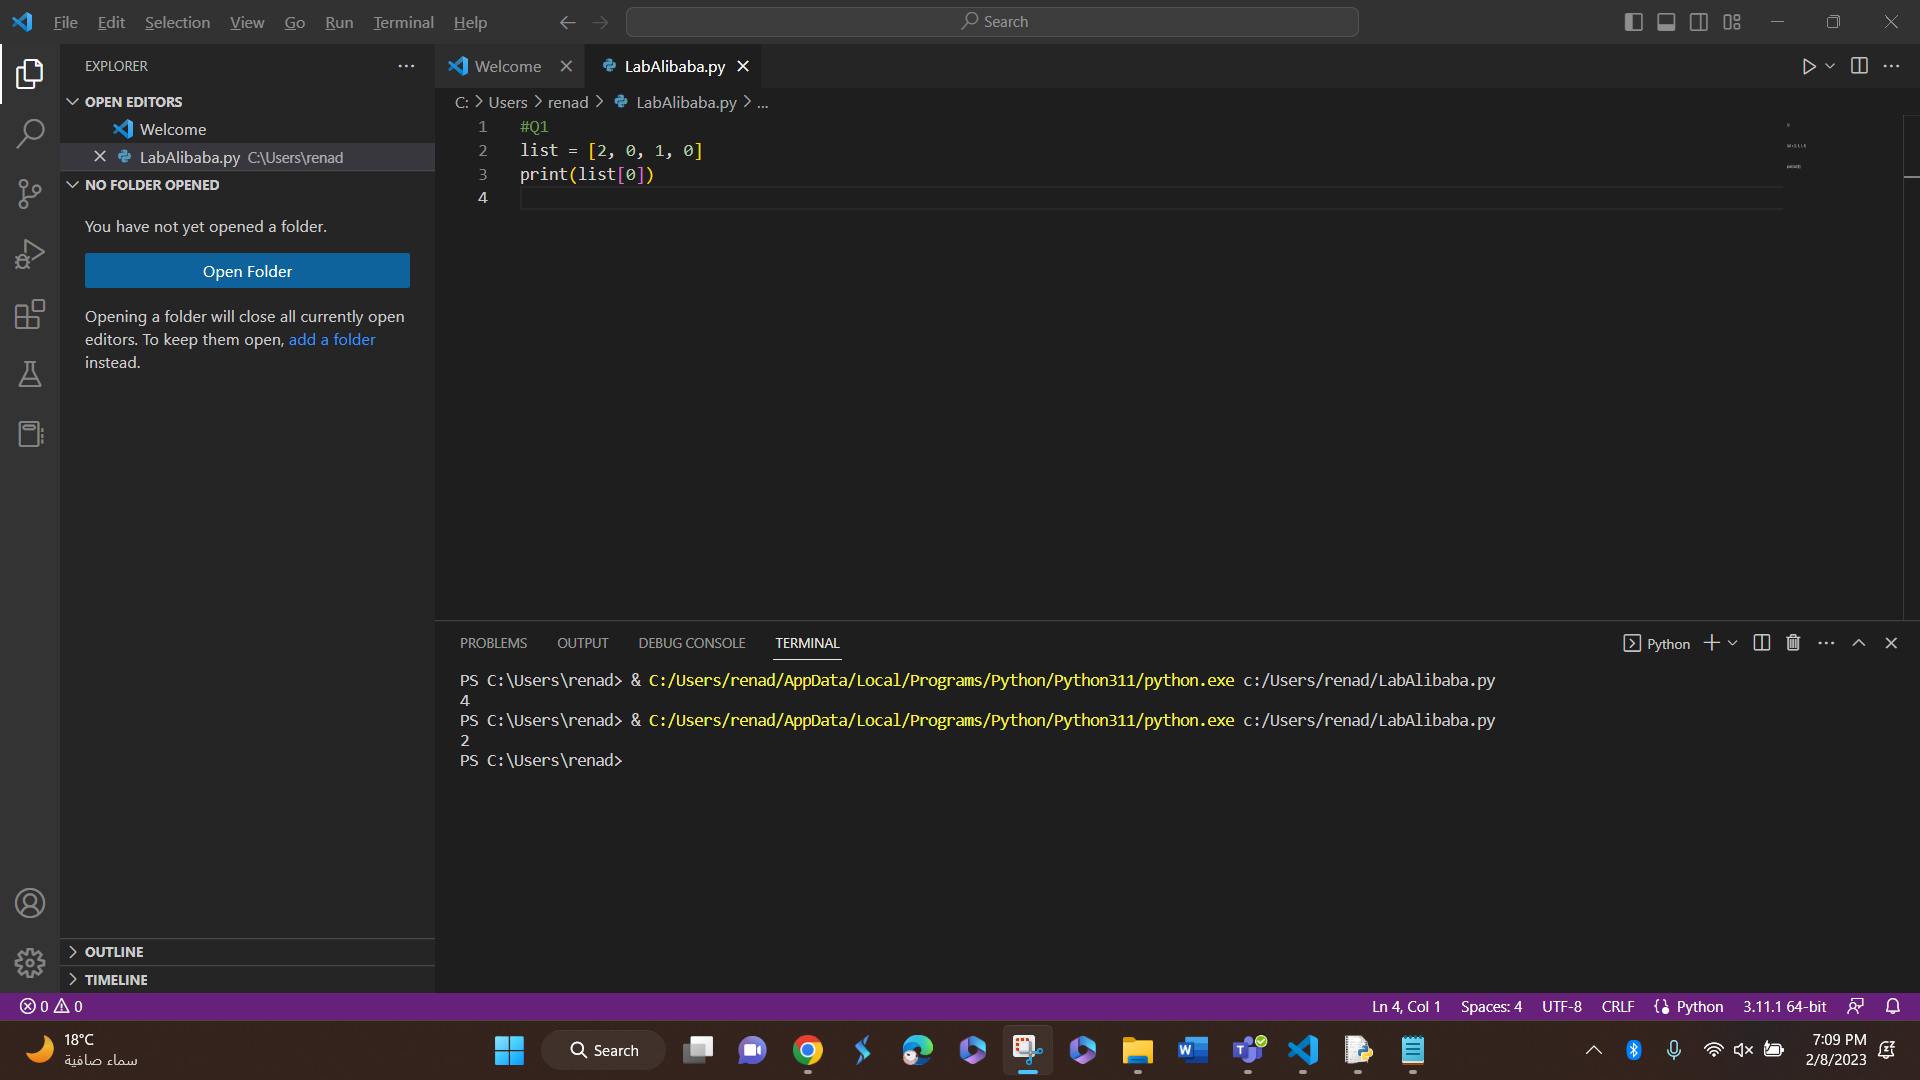 File Edit Selection View Go Run Terminal Help
Search
EXPLORER
OPEN EDITORS
Welcome
LabAlibaba.py C:\Users\renad
NO FOLDER OPENED
You have not yet opened a folder.
Open Folder
Opening a folder will close all currently open
editors. To keep them open, add a folder
instead.
OUTLINE
TIMELINE
Welcome
LabAlibaba.py
C: > Users > renad > LabAlibaba.py > ...
1 #Q1
2 list = [2, 0, 1, 0]
3 print(list[0])
4
PROBLEMS OUTPUT DEBUG CONSOLE TERMINAL
Python
PS C:\Users\renad> & C:/Users/renad/AppData/Local/Programs/Python/Python311/python.exe c:/Users/renad/LabAlibaba.py
4
PS C:\Users\renad> & C:/Users/renad/AppData/Local/Programs/Python/Python311/python.exe c:/Users/renad/LabAlibaba.py
2
PS C:\Users\renad>
0 0
Ln 4, Col 1 Spaces: 4 UTF-8 CRLF Python 3.11.1 64-bit
18°C
سماء صافية
Search
7:09 PM
2/8/2023